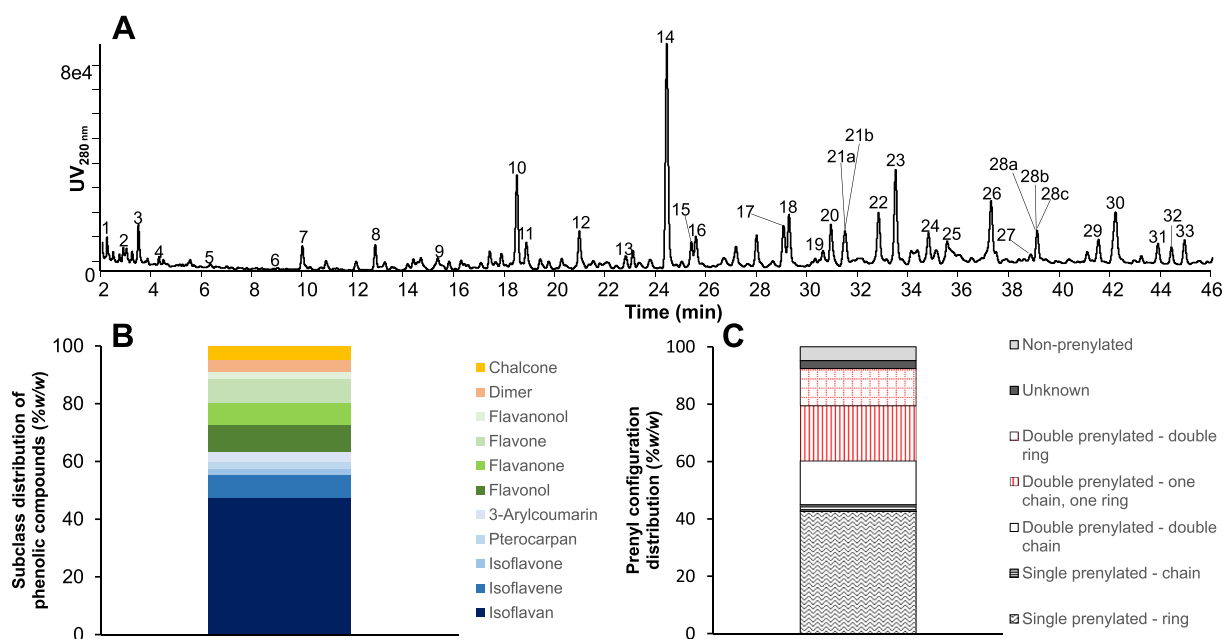 A
8e4
0
UV280 nm
1
2
3
4
5
6
7
8
9
10
11
12
13
14
15
16
17
18
19
20
21a
21b
22
23
24
25
26
27
28a
28b
28c
29
30
31
32
33
2 4 6 8 10 12 14 16 18 20 22 24 26 28 30 32 34 36 38 40 42 44 46
Time (min)
B
Subclass distribution of
phenolic compounds (%w/w)
100
80
60
40
20
0
Chalcone
Dimer
Flavanonol
Flavone
Flavanone
Flavonol
3-Arylcoumarin
Pterocarpan
Isoflavone
Isoflavene
Isoflavan
C
Prenyl configuration
distribution (%w/w)
100
80
60
40
20
0
Non-prenylated
Unknown
Double prenylated - double
ring
Double prenylated - one
chain, one ring
Double prenylated - double
chain
Single prenylated - chain
Single prenylated - ring